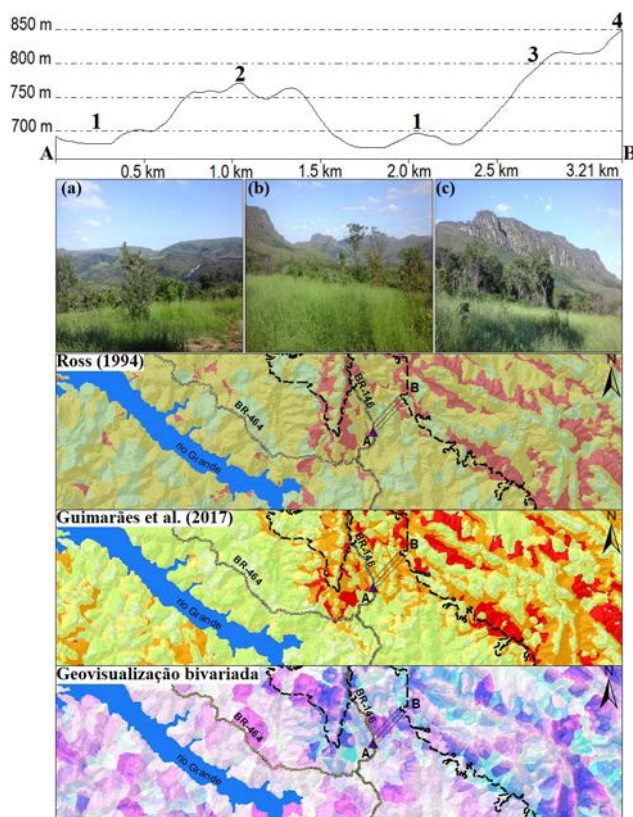 850 m
800 m
750 m
700 m
1
2
1
3
4
A
B
0.5 km
1.0 km
1.5 km
2.0 km
2.5 km
3.21 km
(a)
(b)
(c)
Ross (1994)
BR-464
BR-146
rio Grande
A
B
N
Guimarães et al. (2017)
BR-464
BR-146
rio Grande
A
B
N
Geovisualização bivariada
BR-464
BR-146
rio Grande
A
B
N